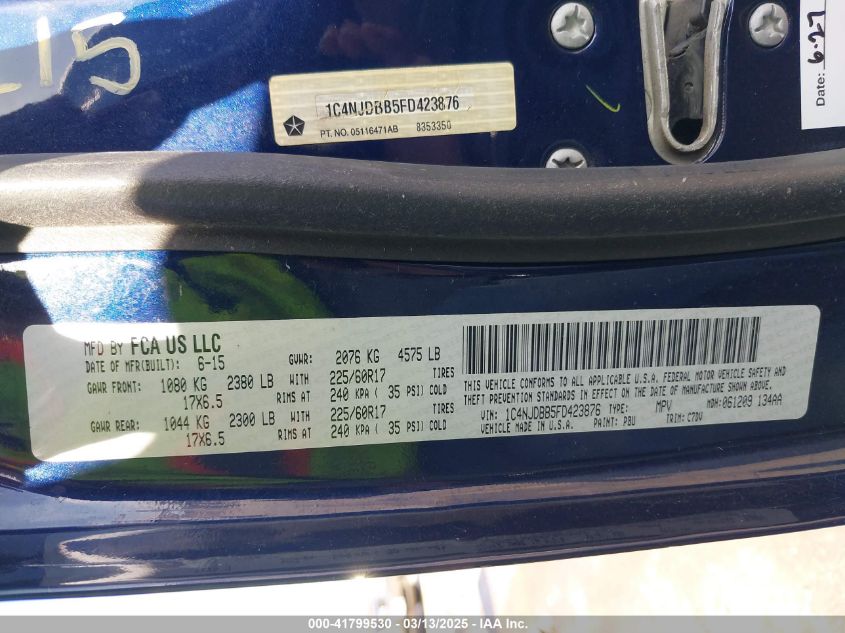 L15
6.27
Date:
1C4NJDBB5FD423876
PT. NO. 05116471AB 8353350
MFD BY FCA US LLC
DATE OF MFR(BUILT): 6-15 GVWR: 2076 KG 4575 LB
GAWR FRONT: 1080 KG 2380 LB WITH 225/60R17 TIRES
17X6.5 RIMS AT 240 KPA ( 35 PSI) COLD
GAWR REAR: 1044 KG 2300 LB WITH 225/60R17 TIRES
17X6.5 RIMS AT 240 KPA ( 35 PSI) COLD
THIS VEHICLE CONFORMS TO ALL APPLICABLE U.S.A. FEDERAL MOTOR VEHICLE SAFETY AND
THEFT PREVENTION STANDARDS IN EFFECT ON THE DATE OF MANUFACTURE SHOWN ABOVE.
VIN: 1C4NJDBB5FD423876 TYPE: MPV MDH: 061209 134AA
VEHICLE MADE IN U.S.A. PAINT: PBU TRIM: C7DV
000-41799530 - 03/13/2025 - IAA Inc.